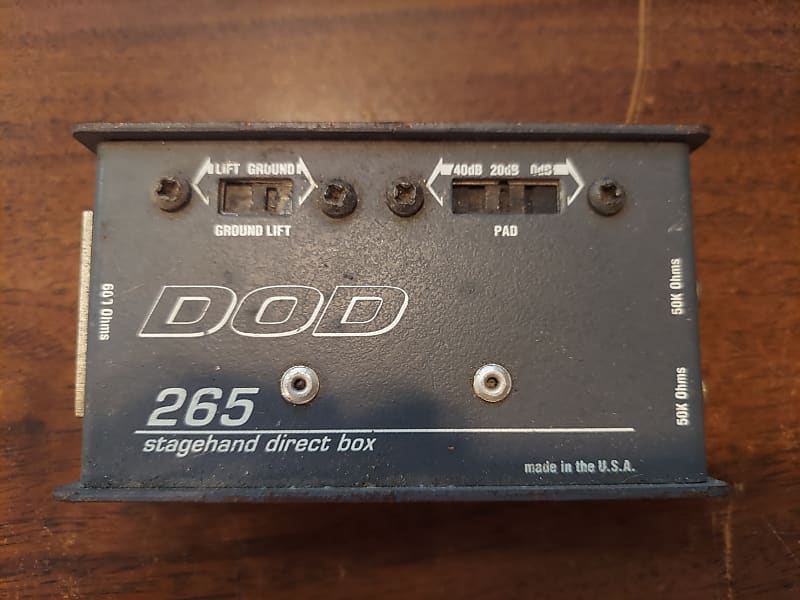 LIFT GROUND
40dB 20dB 0dB
GROUND LIFT
PAD
600 Ohms
50K Ohms
DOD
50K Ohms
265
stagehand direct box
made in the U.S.A.